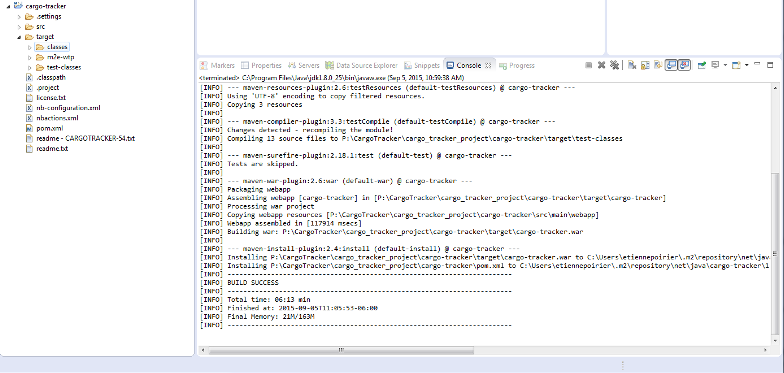 cargo-tracker
.settings
src
target
classes
m2e-wtp
test-classes
.classpath
.project
license.txt
nb-configuration.xml
nbactions.xml
pom.xml
readme - CARGOTRACKER-54.txt
readme.txt
Markers Properties Servers Data Source Explorer Snippets Console Progress
<terminated> C:\Program Files\Java\jdk1.8.0_25\bin\javaw.exe (Sep 5, 2015, 10:59:38 AM)
[INFO] --- maven-resources-plugin:2.6:testResources (default-testResources) @ cargo-tracker ---
[INFO] Using 'UTF-8' encoding to copy filtered resources.
[INFO] Copying 3 resources
[INFO]
[INFO] --- maven-compiler-plugin:3.3:testCompile (default-testCompile) @ cargo-tracker ---
[INFO] Changes detected - recompiling the module!
[INFO] Compiling 13 source files to P:\CargoTracker\cargo_tracker_project\cargo-tracker\target\test-classes
[INFO]
[INFO] --- maven-surefire-plugin:2.18.1:test (default-test) @ cargo-tracker ---
[INFO] Tests are skipped.
[INFO]
[INFO] --- maven-war-plugin:2.6:war (default-war) @ cargo-tracker ---
[INFO] Packaging webapp
[INFO] Assembling webapp [cargo-tracker] in [P:\CargoTracker\cargo_tracker_project\cargo-tracker\target\cargo-tracker]
[INFO] Processing war project
[INFO] Copying webapp resources [P:\CargoTracker\cargo_tracker_project\cargo-tracker\src\main\webapp]
[INFO] Webapp assembled in [117914 msecs]
[INFO] Building war: P:\CargoTracker\cargo_tracker_project\cargo-tracker\target\cargo-tracker.war
[INFO]
[INFO] --- maven-install-plugin:2.4:install (default-install) @ cargo-tracker ---
[INFO] Installing P:\CargoTracker\cargo_tracker_project\cargo-tracker\target\cargo-tracker.war to C:\Users\etiennepoirier\.m2\repository\net\jav
[INFO] Installing P:\CargoTracker\cargo_tracker_project\cargo-tracker\pom.xml to C:\Users\etiennepoirier\.m2\repository\net\java\cargo-tracker\1
[INFO] ------------------------------------------------------------------------
[INFO] BUILD SUCCESS
[INFO] ------------------------------------------------------------------------
[INFO] Total time: 06:13 min
[INFO] Finished at: 2015-09-05T11:05:53-06:00
[INFO] Final Memory: 21M/163M
[INFO] ------------------------------------------------------------------------